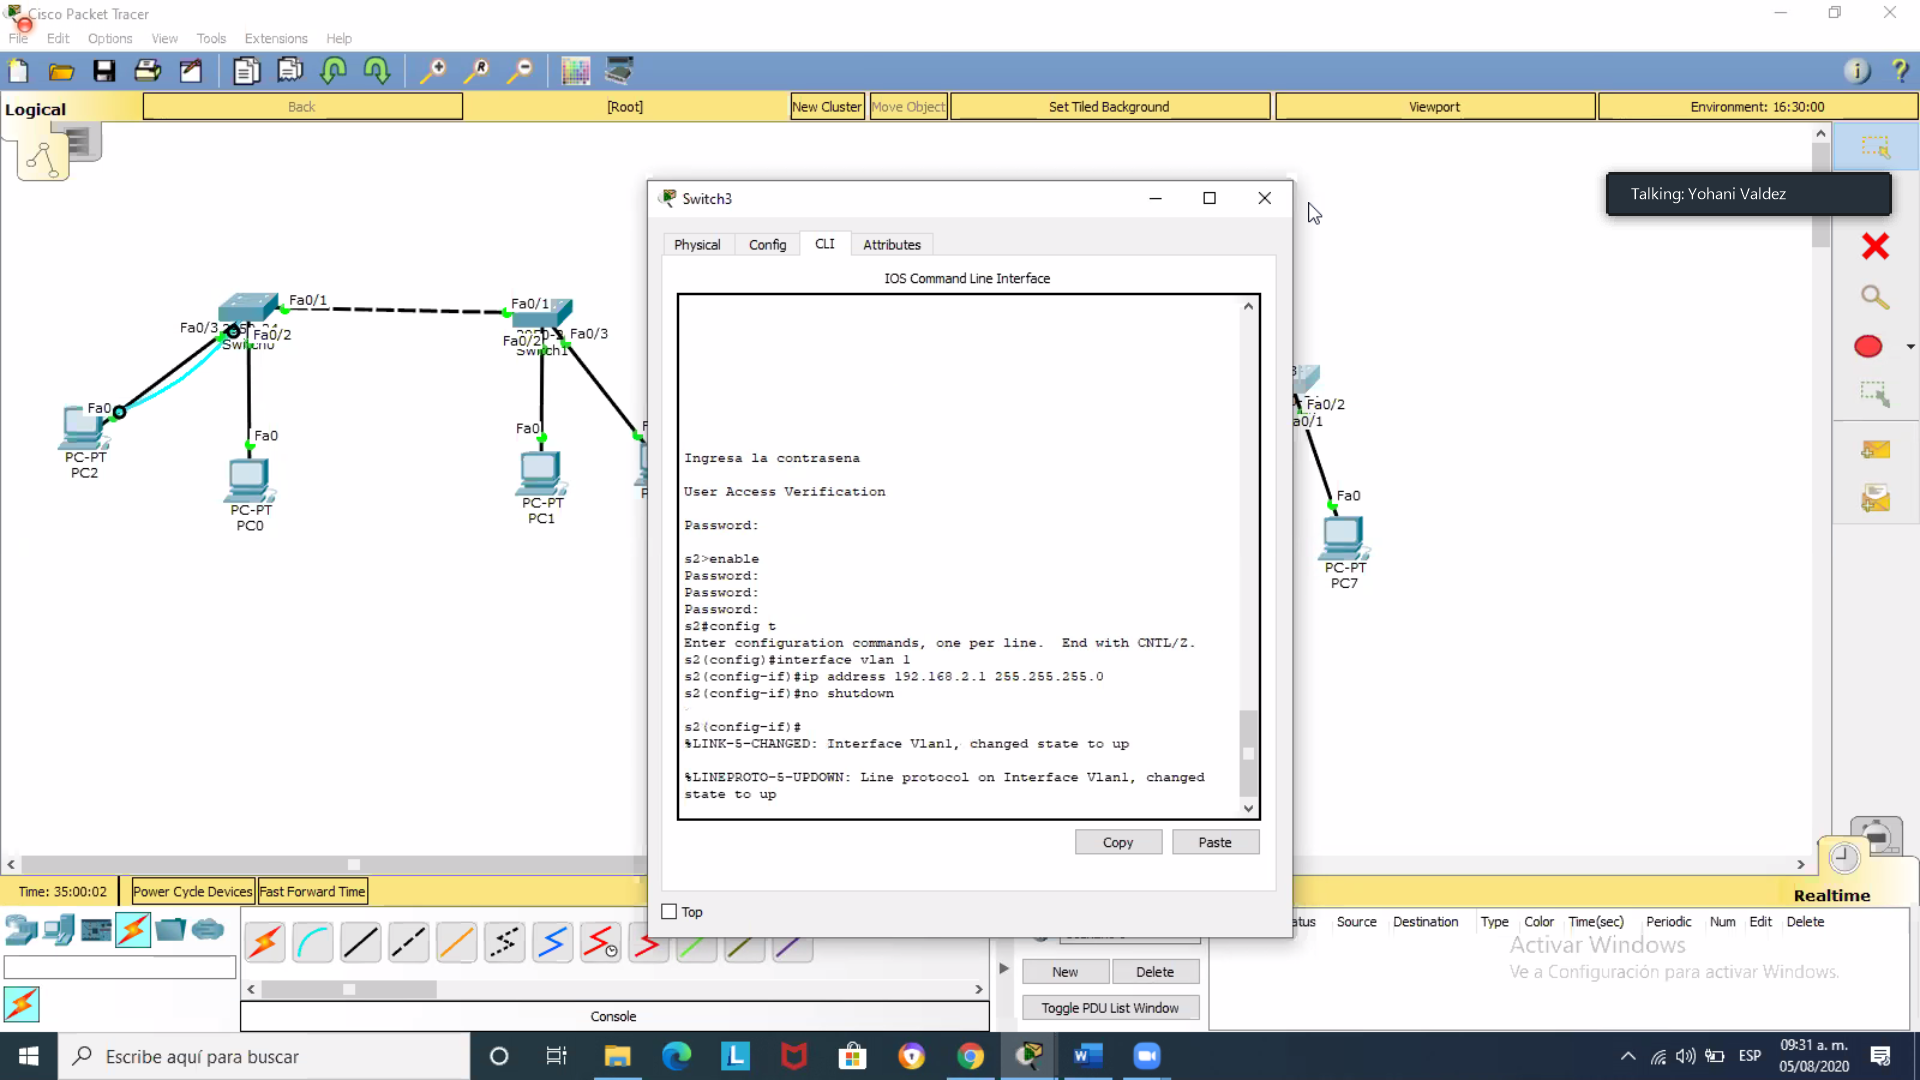 Cisco Packet Tracer
File Edit Options View Tools Extensions Help
Logical
Back
[Root]
New Cluster
Move Object
Set Tiled Background
Viewport
Environment: 16:30:00
Talking: Yohani Valdez
Switch3
Physical Config CLI Attributes
IOS Command Line Interface
Ingresa la contrasena
User Access Verification
Password:
s2>enable
Password:
Password:
Password:
s2#config t
Enter configuration commands, one per line. End with CNTL/Z.
s2(config)#interface vlan 1
s2(config-if)#ip address 192.168.2.1 255.255.255.0
s2(config-if)#no shutdown
s2(config-if)#
%LINK-5-CHANGED: Interface Vlan1, changed state to up
%LINEPROTO-5-UPDOWN: Line protocol on Interface Vlan1, changed
state to up
Copy
Paste
Top
Fa0/1
Fa0/3
Fa0/2
Switch0
Fa0
PC-PT
PC2
Fa0
PC-PT
PC0
Fa0/1
Fa0/2
Fa0/3
Switch1
Fa0
PC-PT
PC1
Fa0/2
Fa0
PC-PT
PC7
Time: 35:00:02
Power Cycle Devices
Fast Forward Time
Realtime
Source Destination Type Color Time(sec) Periodic Num Edit Delete
New
Delete
Toggle PDU List Window
Console
Activar Windows
Ve a Configuración para activar Windows.
Escribe aquí para buscar
ESP
09:31 a. m.
05/08/2020